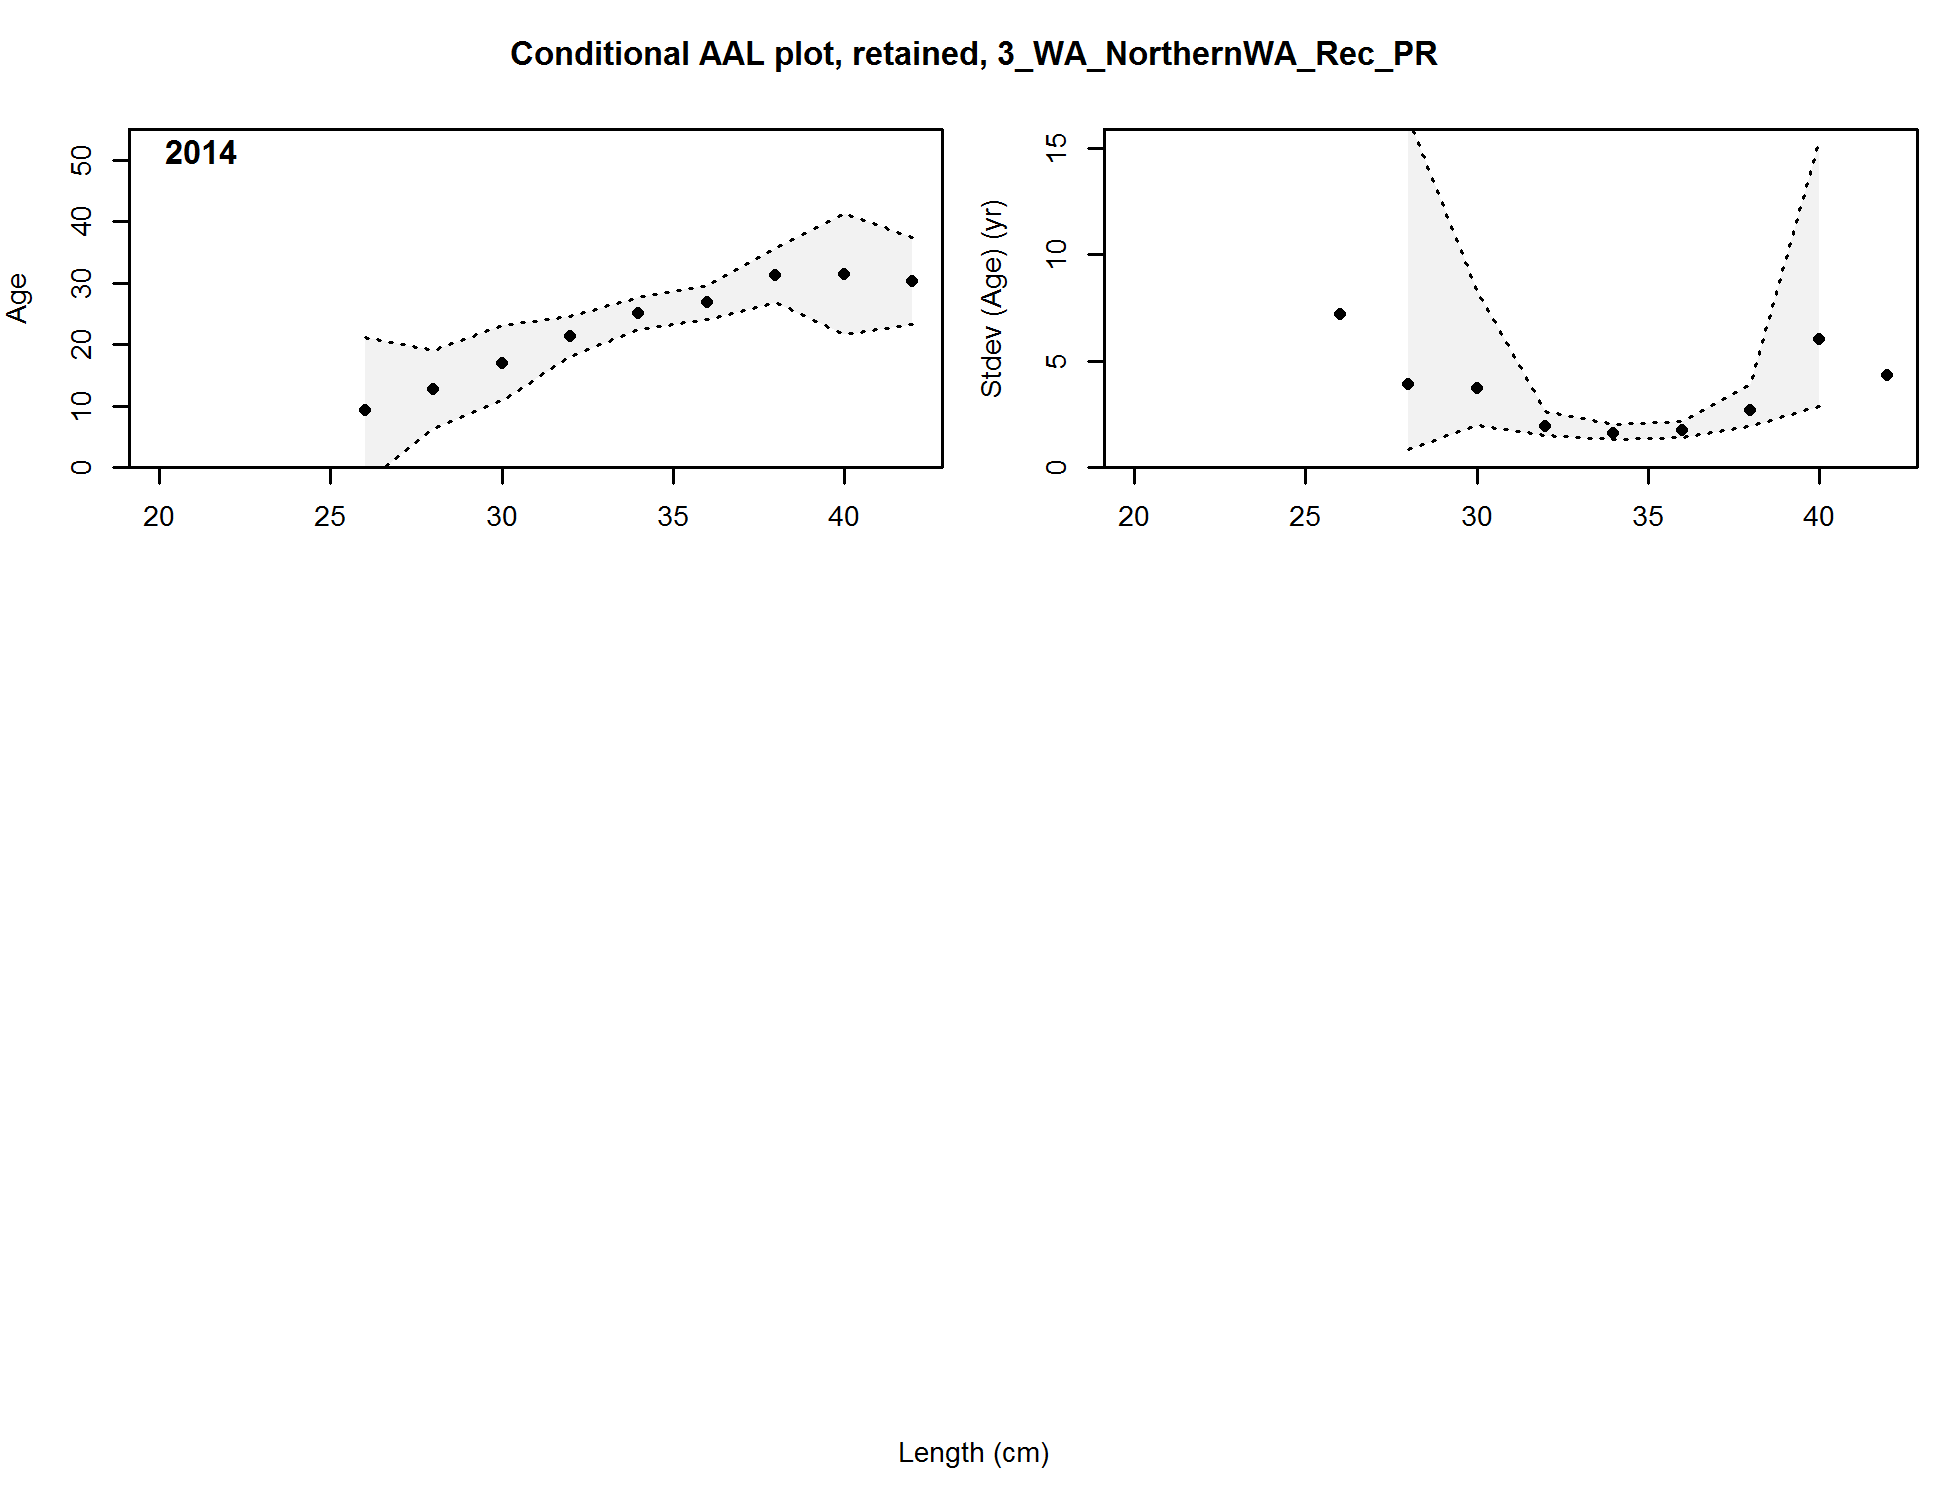 Conditional AAL plot, retained, 3_WA_NorthernWA_Rec_PR
2014
Age
0 10 20 30 40 50
20 25 30 35 40
Stdev (Age) (yr)
0 5 10 15
20 25 30 35 40
Length (cm)